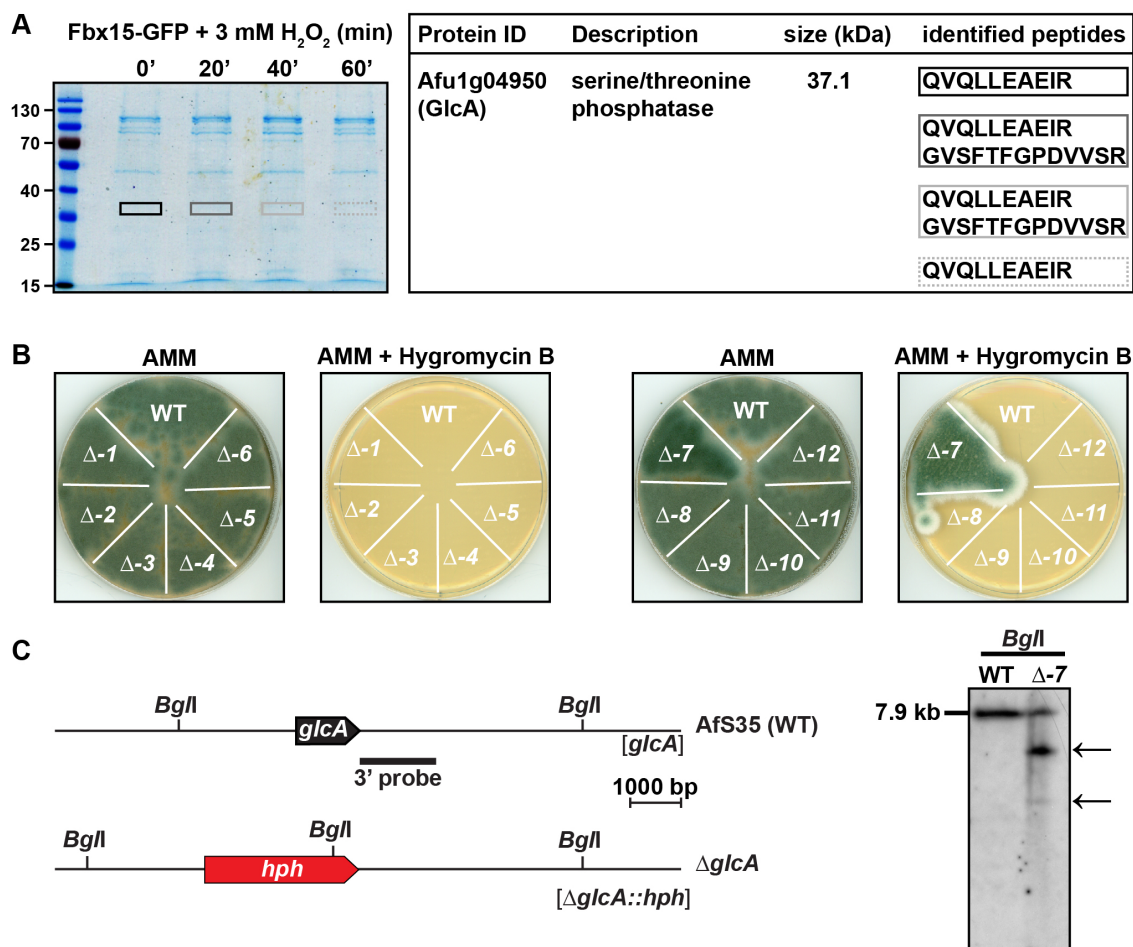 A
Fbx15-GFP + 3 mM H₂O₂ (min)
0’ 20’ 40’ 60’
130
70
40
25
15
Protein ID Description size (kDa) identified peptides
Afu1g04950 serine/threonine 37.1 QVQLLEAEIR
(GlcA) phosphatase
QVQLLEAEIR
GVSFTFGPDVVSR
QVQLLEAEIR
GVSFTFGPDVVSR
QVQLLEAEIR
B
AMM
WT
Δ-1
Δ-2
Δ-3
Δ-4
Δ-5
Δ-6
AMM + Hygromycin B
WT
Δ-1
Δ-2
Δ-3
Δ-4
Δ-5
Δ-6
AMM
WT
Δ-7
Δ-8
Δ-9
Δ-10
Δ-11
Δ-12
AMM + Hygromycin B
WT
Δ-7
Δ-8
Δ-9
Δ-10
Δ-11
Δ-12
C
BglI BglI
glcA
AfS35 (WT)
[glcA]
3’ probe
1000 bp
BglI BglI BglI
hph
ΔglcA
[ΔglcA::hph]
BglI
WT Δ-7
7.9 kb